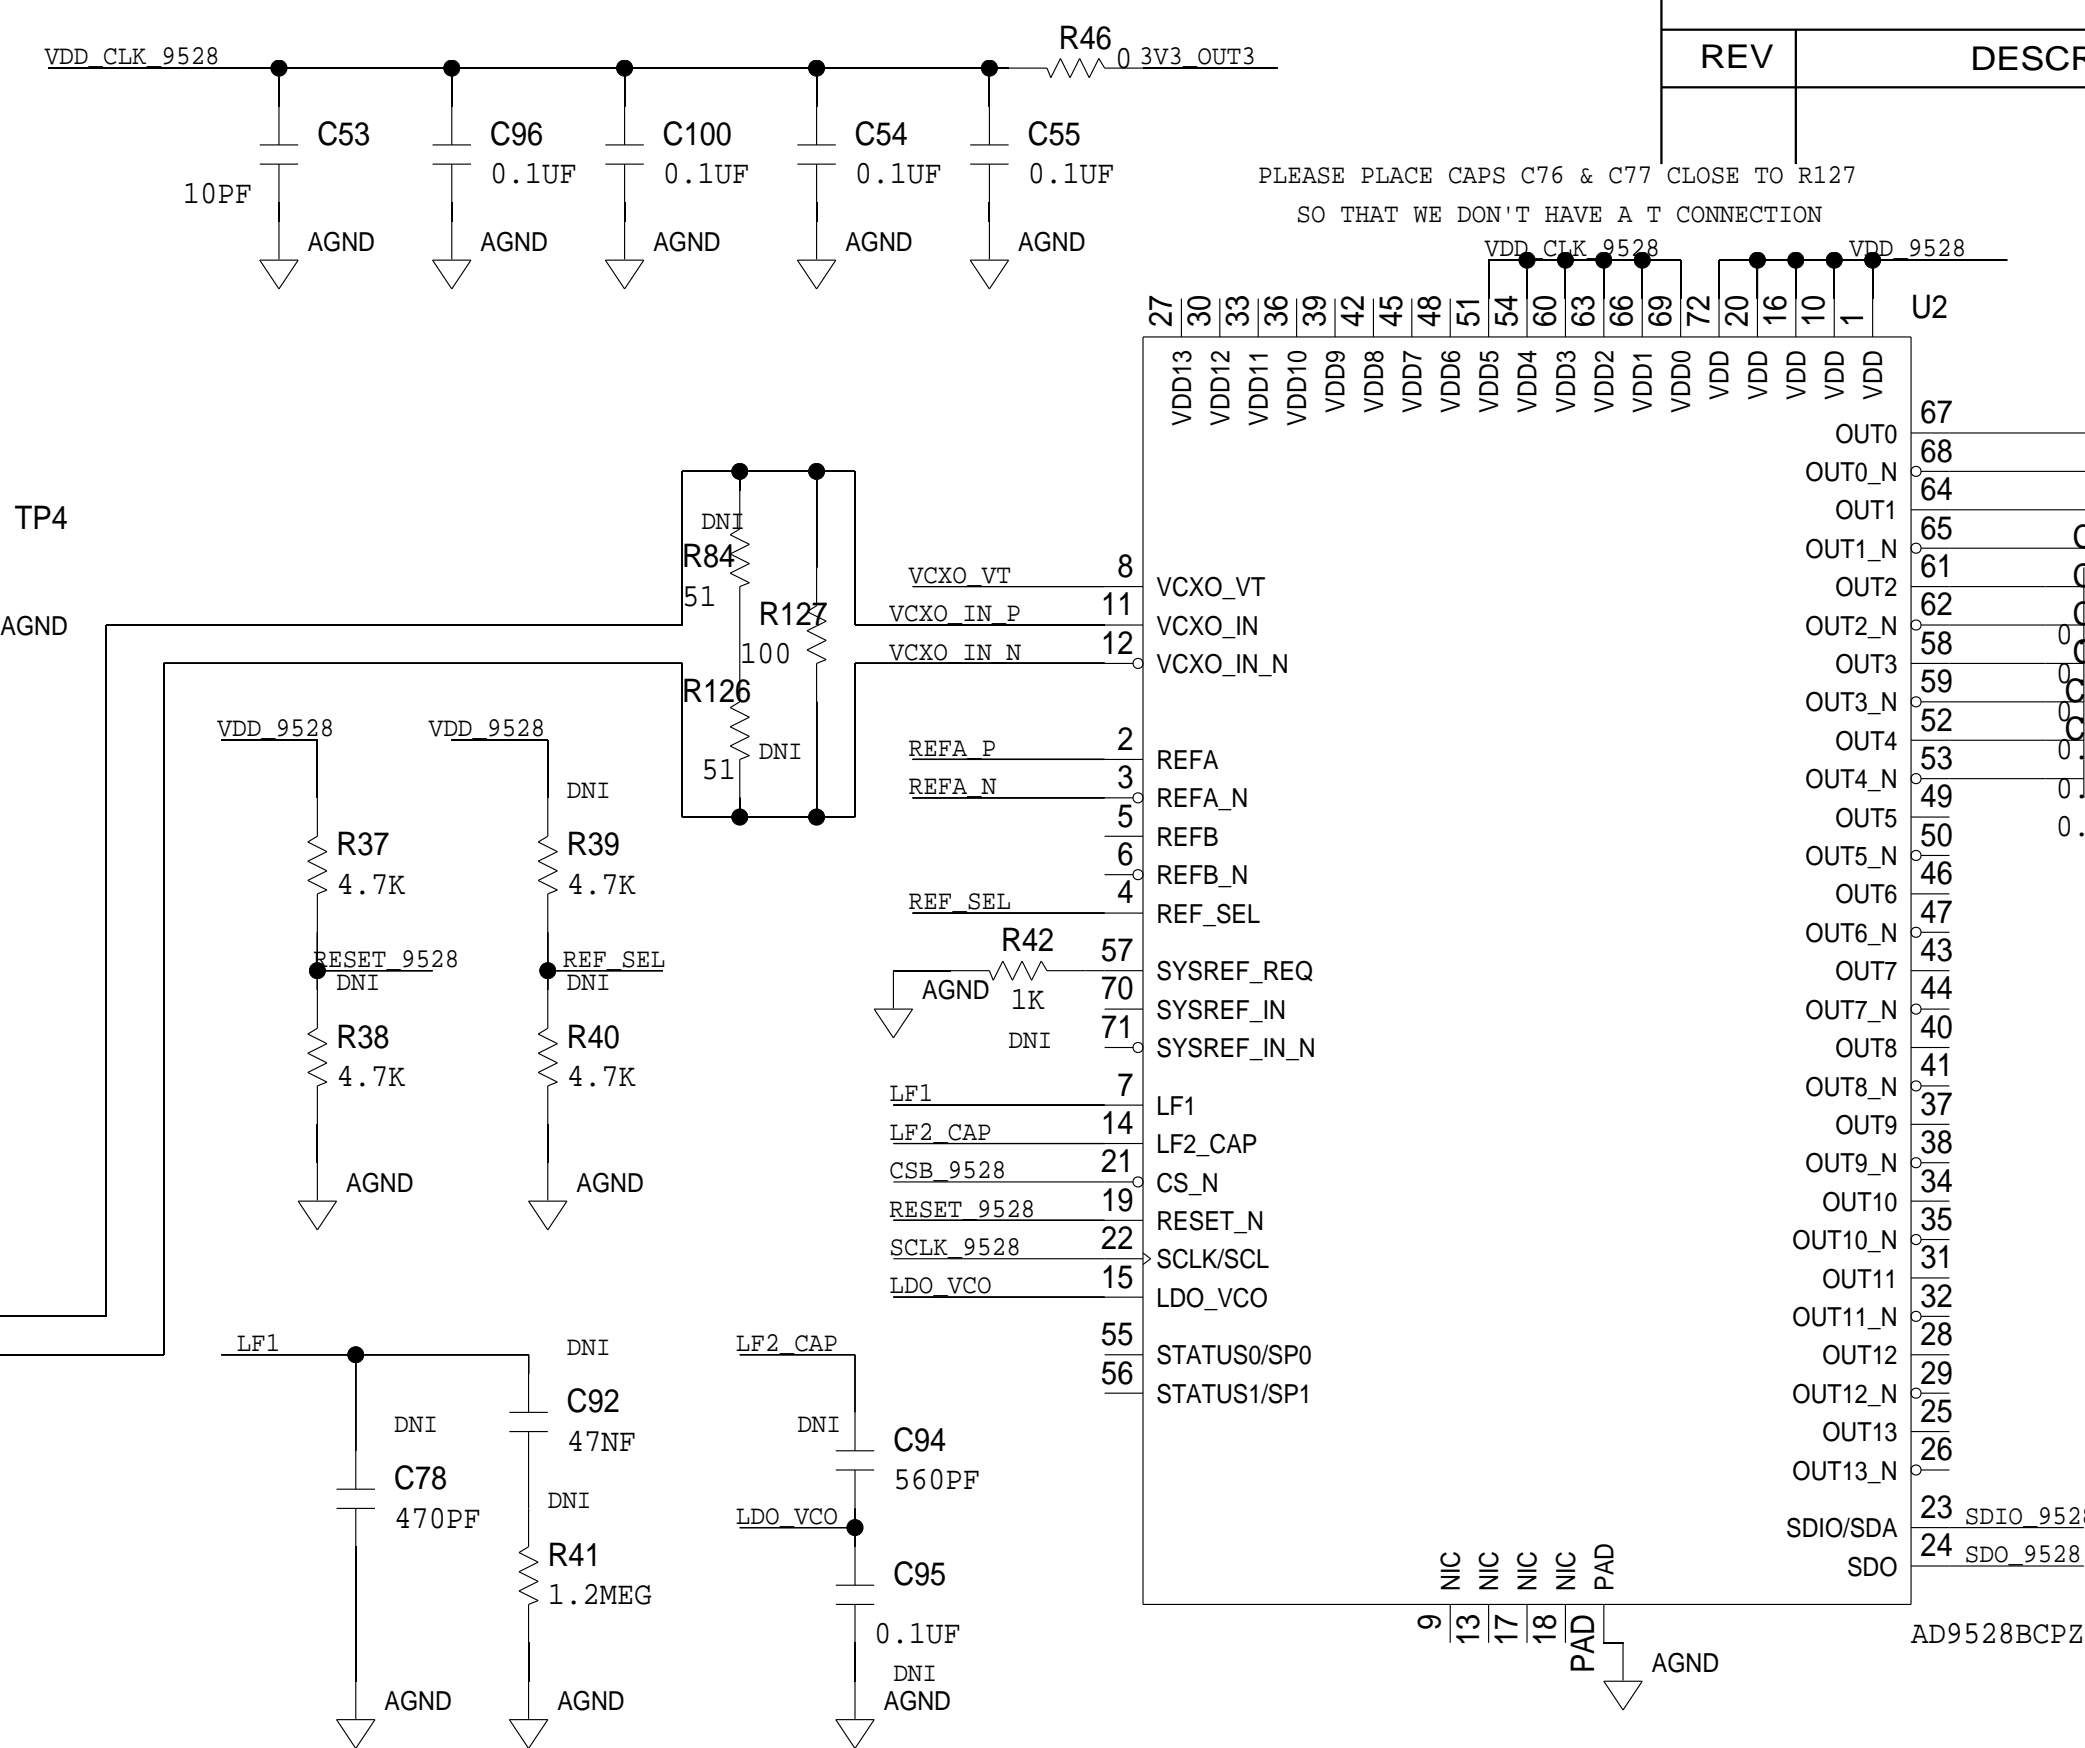 VDD_CLK_9528
R46
0
3V3_OUT3
REV
DESCR
C53
10PF
AGND
C96
0.1UF
AGND
C100
0.1UF
AGND
C54
0.1UF
AGND
C55
0.1UF
AGND
PLEASE PLACE CAPS C76 & C77 CLOSE TO R127
SO THAT WE DON'T HAVE A T CONNECTION
VDD_CLK_9528
VDD_9528
27 30 33 36 39 42 45 48 51 54 60 63 66 69 72 20 16 10 1
U2
VDD13 VDD12 VDD11 VDD10 VDD9 VDD8 VDD7 VDD6 VDD5 VDD4 VDD3 VDD2 VDD1 VDD0 VDD VDD VDD VDD VDD
TP4
AGND
DNI
R84
51
R127
100
R126
51
DNI
VCXO_VT 8 VCXO_VT
VCXO_IN_P 11 VCXO_IN
VCXO_IN_N 12 VCXO_IN_N
REFA_P 2 REFA
REFA_N 3 REFA_N
5 REFB
6 REFB_N
REF_SEL 4 REF_SEL
R42
1K
DNI
AGND
57 SYSREF_REQ
70 SYSREF_IN
71 SYSREF_IN_N
LF1 7 LF1
LF2_CAP 14 LF2_CAP
CSB_9528 21 CS_N
RESET_9528 19 RESET_N
SCLK_9528 22 SCLK/SCL
LDO_VCO 15 LDO_VCO
55 STATUS0/SP0
56 STATUS1/SP1
OUT0 67
OUT0_N 68
OUT1 64
OUT1_N 65
OUT2 61
OUT2_N 62
OUT3 58
OUT3_N 59
OUT4 52
OUT4_N 53
OUT5 49
OUT5_N 50
OUT6 46
OUT6_N 47
OUT7 43
OUT7_N 44
OUT8 40
OUT8_N 41
OUT9 37
OUT9_N 38
OUT10 34
OUT10_N 35
OUT11 31
OUT11_N 32
OUT12 28
OUT12_N 29
OUT13 25
OUT13_N 26
SDIO/SDA 23 SDIO_952
SDO 24 SDO_9528
NIC NIC NIC NIC PAD
9 13 17 18 PAD
AGND
AD9528BCPZ
VDD_9528
R37
4.7K
RESET_9528
DNI
R38
4.7K
AGND
VDD_9528
DNI
R39
4.7K
REF_SEL
DNI
R40
4.7K
AGND
LF1
DNI
C78
470PF
AGND
DNI
C92
47NF
DNI
R41
1.2MEG
AGND
LF2_CAP
DNI
C94
560PF
LDO_VCO
C95
0.1UF
DNI
AGND